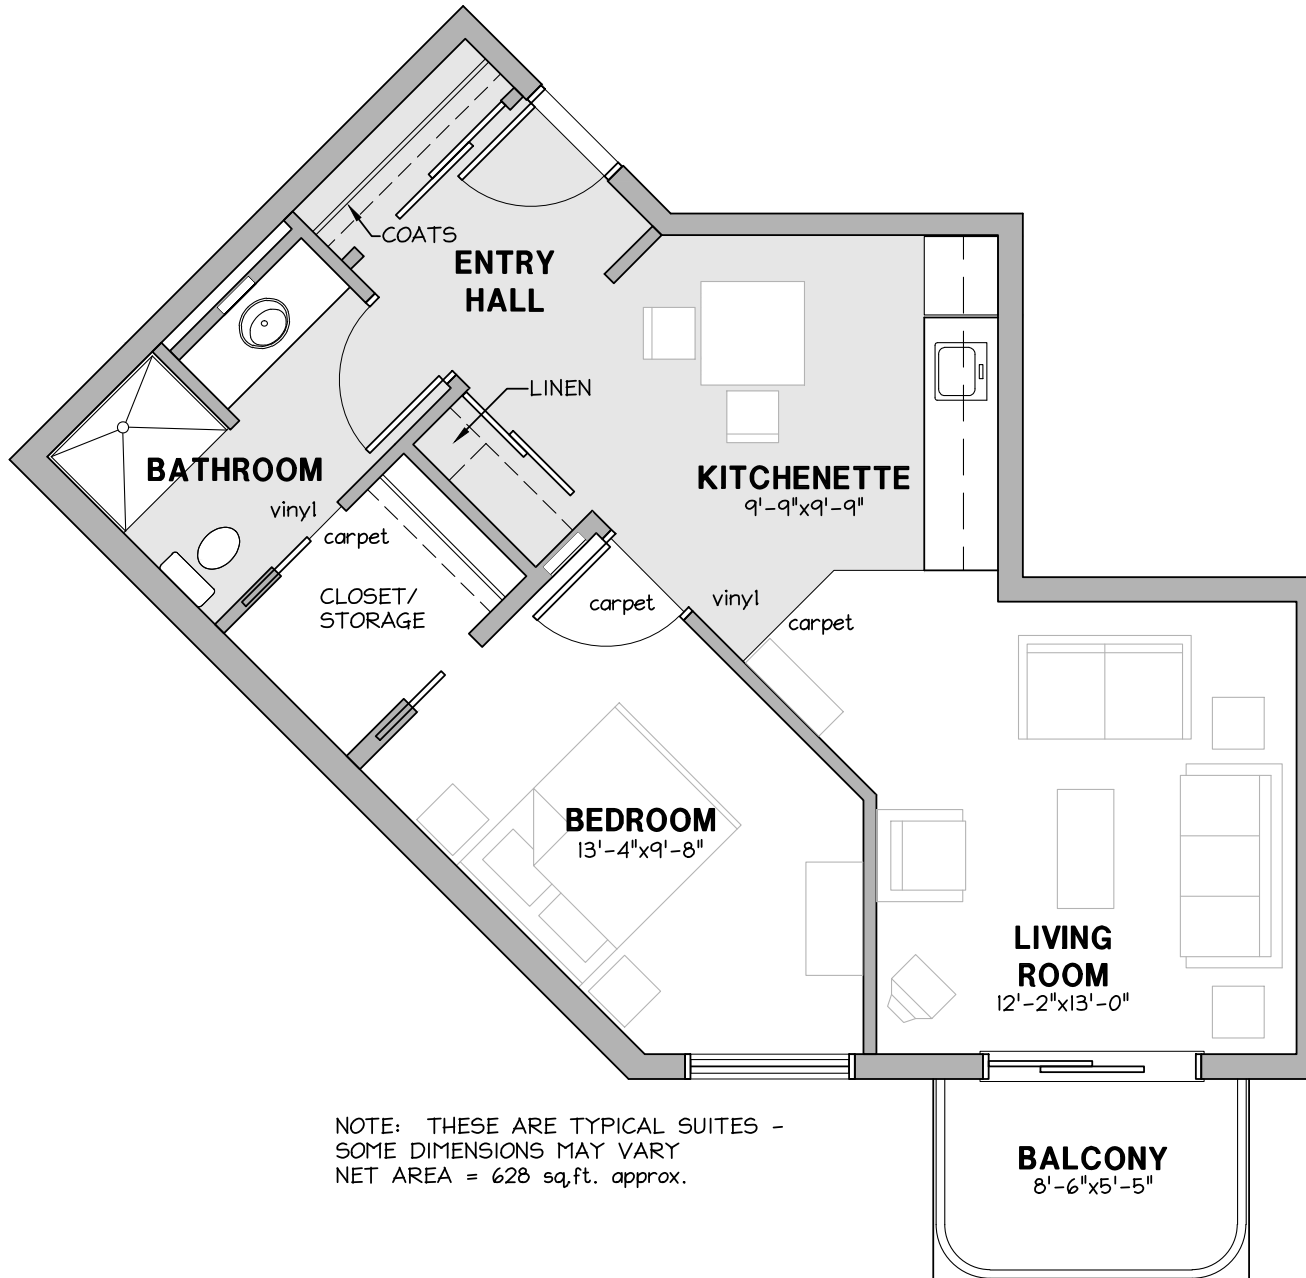 COATS
ENTRY
HALL
LINEN
BATHROOM
vinyl
carpet
KITCHENETTE
9'-9"x9'-9"
CLOSET/
STORAGE
carpet
vinyl
carpet
BEDROOM
13'-4"x9'-8"
LIVING
ROOM
12'-2"x13'-0"
NOTE: THESE ARE TYPICAL SUITES -
SOME DIMENSIONS MAY VARY
NET AREA = 628 sq.ft. approx.
BALCONY
8'-6"x5'-5"